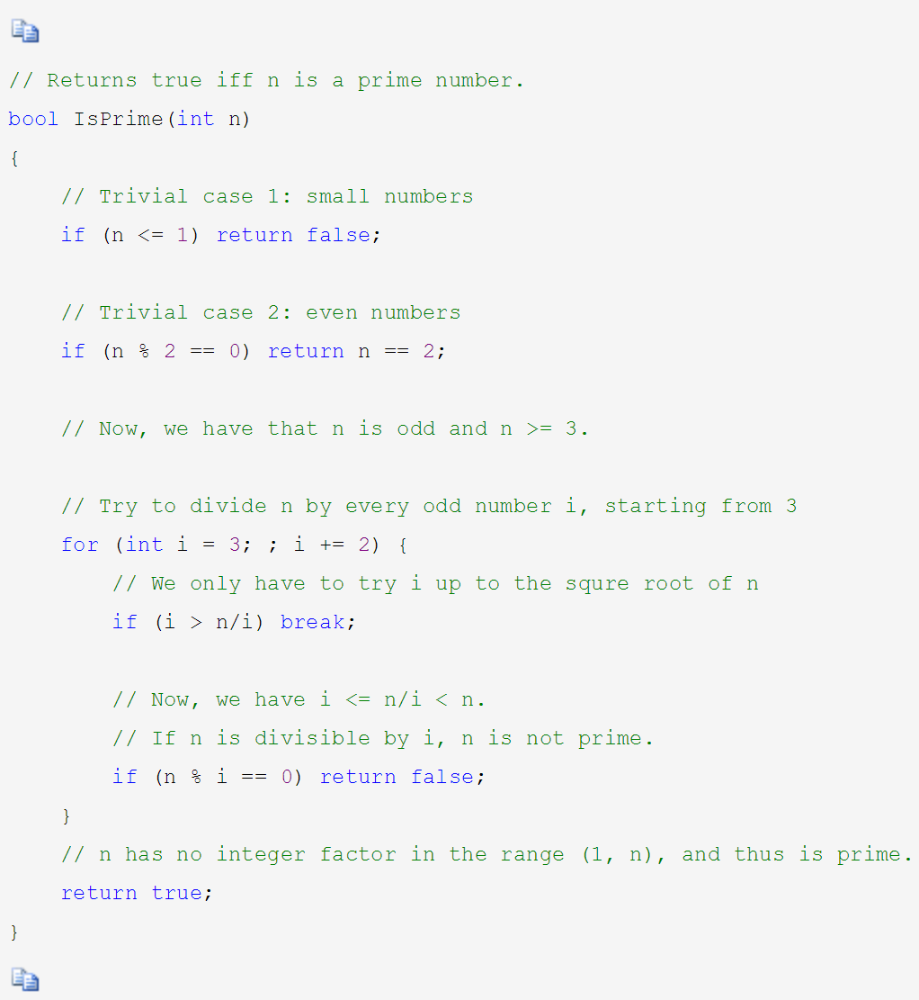 // Returns true iff n is a prime number.
bool IsPrime(int n)
{
    // Trivial case 1: small numbers
    if (n <= 1) return false;

    // Trivial case 2: even numbers
    if (n % 2 == 0) return n == 2;

    // Now, we have that n is odd and n >= 3.

    // Try to divide n by every odd number i, starting from 3
    for (int i = 3; ; i += 2) {
        // We only have to try i up to the squre root of n
        if (i > n/i) break;

        // Now, we have i <= n/i < n.
        // If n is divisible by i, n is not prime.
        if (n % i == 0) return false;
    }
    // n has no integer factor in the range (1, n), and thus is prime.
    return true;
}